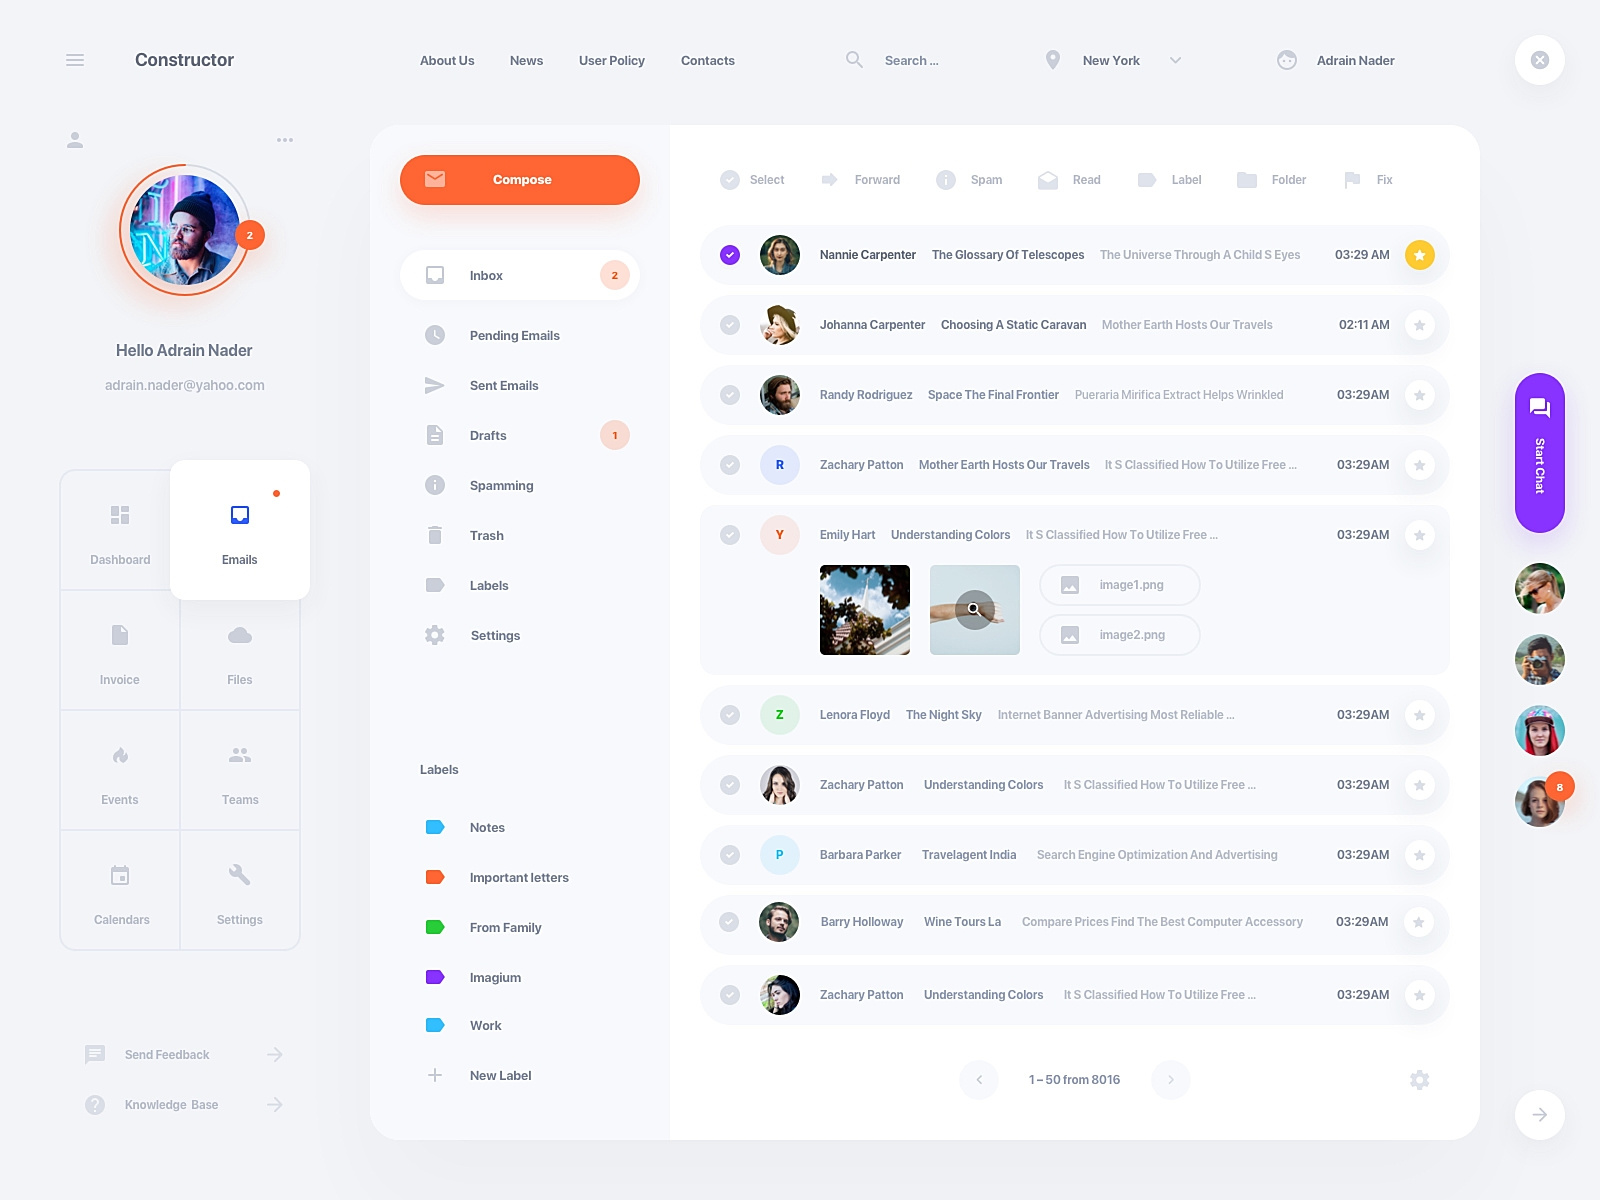 Constructor
About Us
News
User Policy
Contacts
Search ...
New York
Adrain Nader
2
Hello Adrain Nader
adrain.nader@yahoo.com
Dashboard
Emails
Invoice
Files
Events
Teams
Calendars
Settings
Send Feedback
Knowledge Base
Compose
Inbox
2
Pending Emails
Sent Emails
Drafts
1
Spamming
Trash
Labels
Settings
Labels
Notes
Important letters
From Family
Imagium
Work
New Label
Select
Forward
Spam
Read
Label
Folder
Fix
Nannie Carpenter The Glossary Of Telescopes The Universe Through A Child S Eyes 03:29 AM
Johanna Carpenter Choosing A Static Caravan Mother Earth Hosts Our Travels 02:11 AM
Randy Rodriguez Space The Final Frontier Pueraria Mirifica Extract Helps Wrinkled 03:29AM
R Zachary Patton Mother Earth Hosts Our Travels It S Classified How To Utilize Free ... 03:29AM
Y Emily Hart Understanding Colors It S Classified How To Utilize Free ... 03:29AM
image1.png
image2.png
Z Lenora Floyd The Night Sky Internet Banner Advertising Most Reliable ... 03:29AM
Zachary Patton Understanding Colors It S Classified How To Utilize Free ... 03:29AM
P Barbara Parker Travelagent India Search Engine Optimization And Advertising 03:29AM
Barry Holloway Wine Tours La Compare Prices Find The Best Computer Accessory 03:29AM
Zachary Patton Understanding Colors It S Classified How To Utilize Free ... 03:29AM
1 – 50 from 8016
Start Chat
8